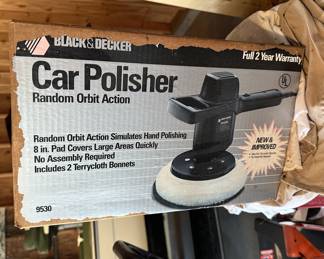 BLACK&DECKER
Full 2 Year Warranty
Car Polisher
Random Orbit Action
UL
Random Orbit Action Simulates Hand Polishing
8 in. Pad Covers Large Areas Quickly
No Assembly Required
Includes 2 Terrycloth Bonnets
NEW &
IMPROVED
9530